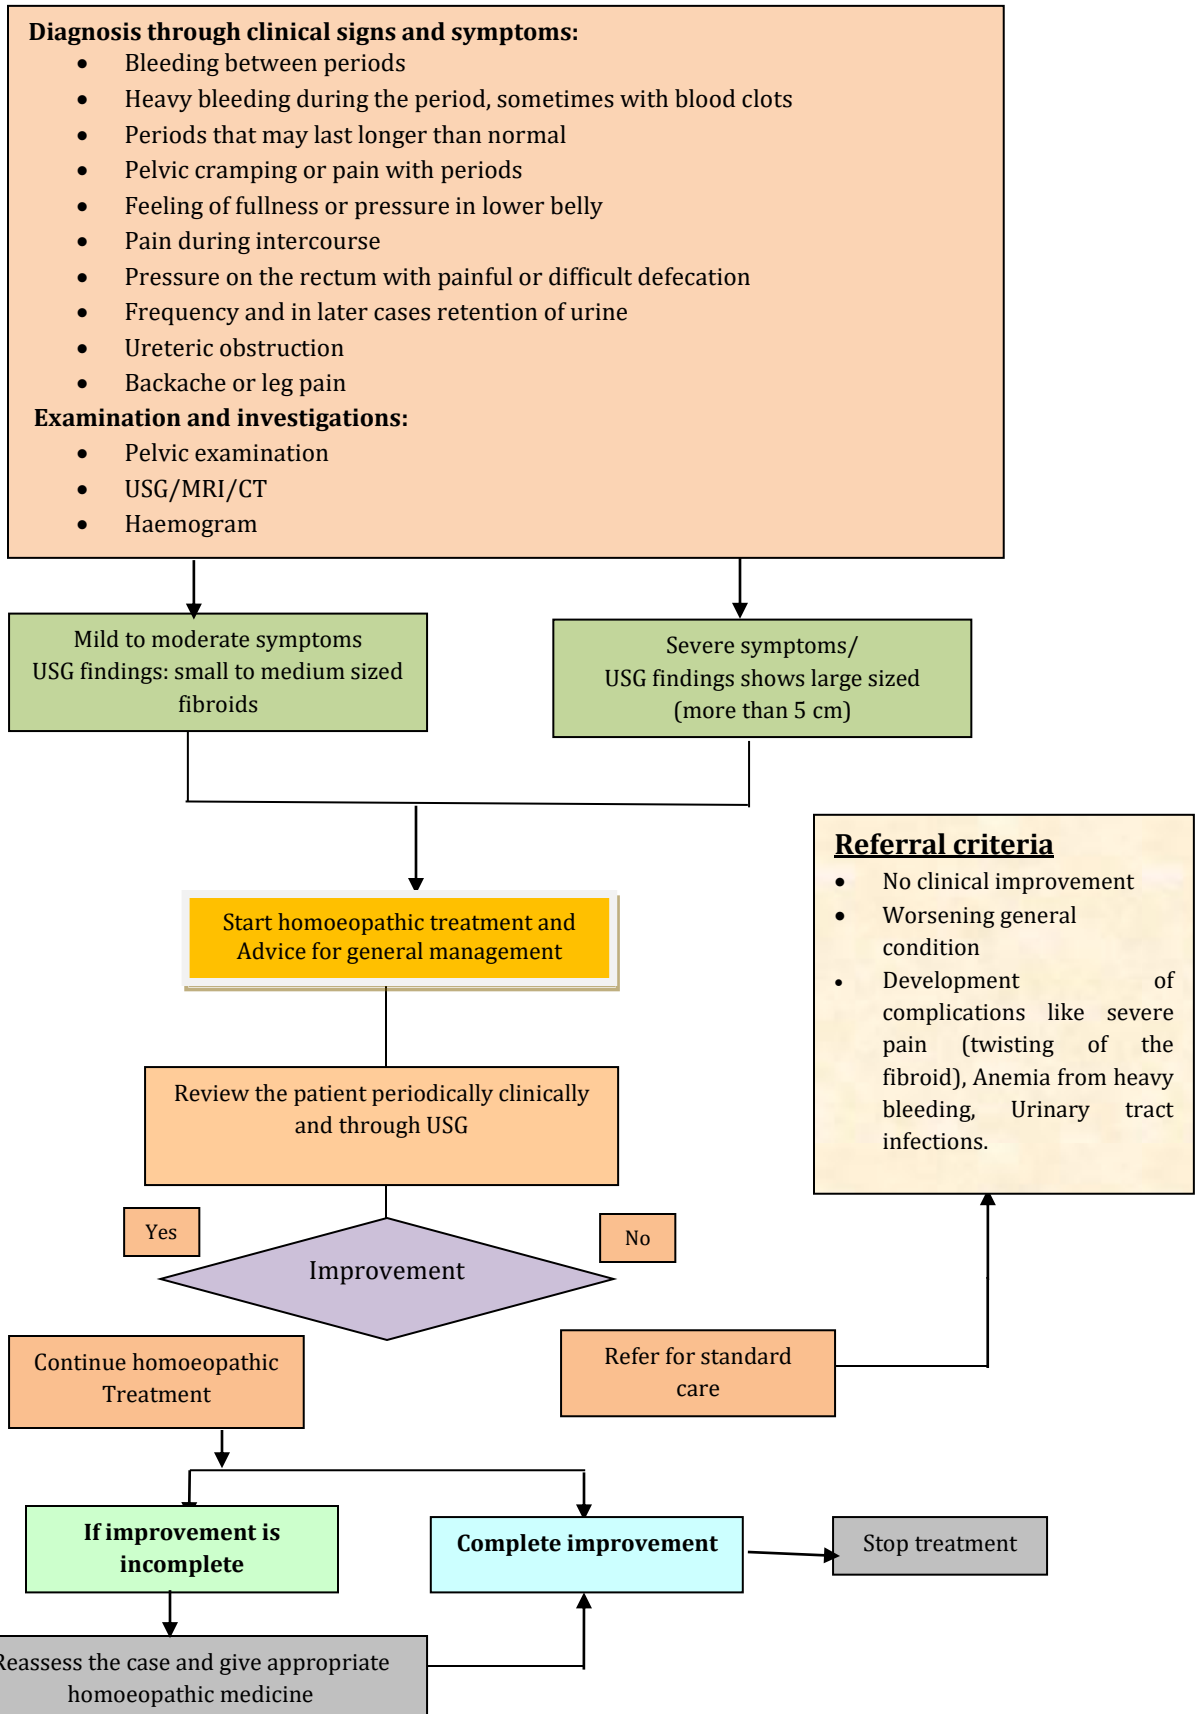 Diagnosis through clinical signs and symptoms:
• Bleeding between periods
• Heavy bleeding during the period, sometimes with blood clots
• Periods that may last longer than normal
• Pelvic cramping or pain with periods
• Feeling of fullness or pressure in lower belly
• Pain during intercourse
• Pressure on the rectum with painful or difficult defecation
• Frequency and in later cases retention of urine
• Ureteric obstruction
• Backache or leg pain
Examination and investigations:
• Pelvic examination
• USG/MRI/CT
• Haemogram
Mild to moderate symptoms
USG findings: small to medium sized
fibroids
Severe symptoms/
USG findings shows large sized
(more than 5 cm)
Referral criteria
• No clinical improvement
• Worsening general
condition
• Development of
complications like severe
pain (twisting of the
fibroid), Anemia from heavy
bleeding, Urinary tract
infections.
Start homoeopathic treatment and
Advice for general management
Review the patient periodically clinically
and through USG
Yes
No
Improvement
Continue homoeopathic
Treatment
Refer for standard
care
If improvement is
incomplete
Complete improvement
Stop treatment
Reassess the case and give appropriate
homoeopathic medicine